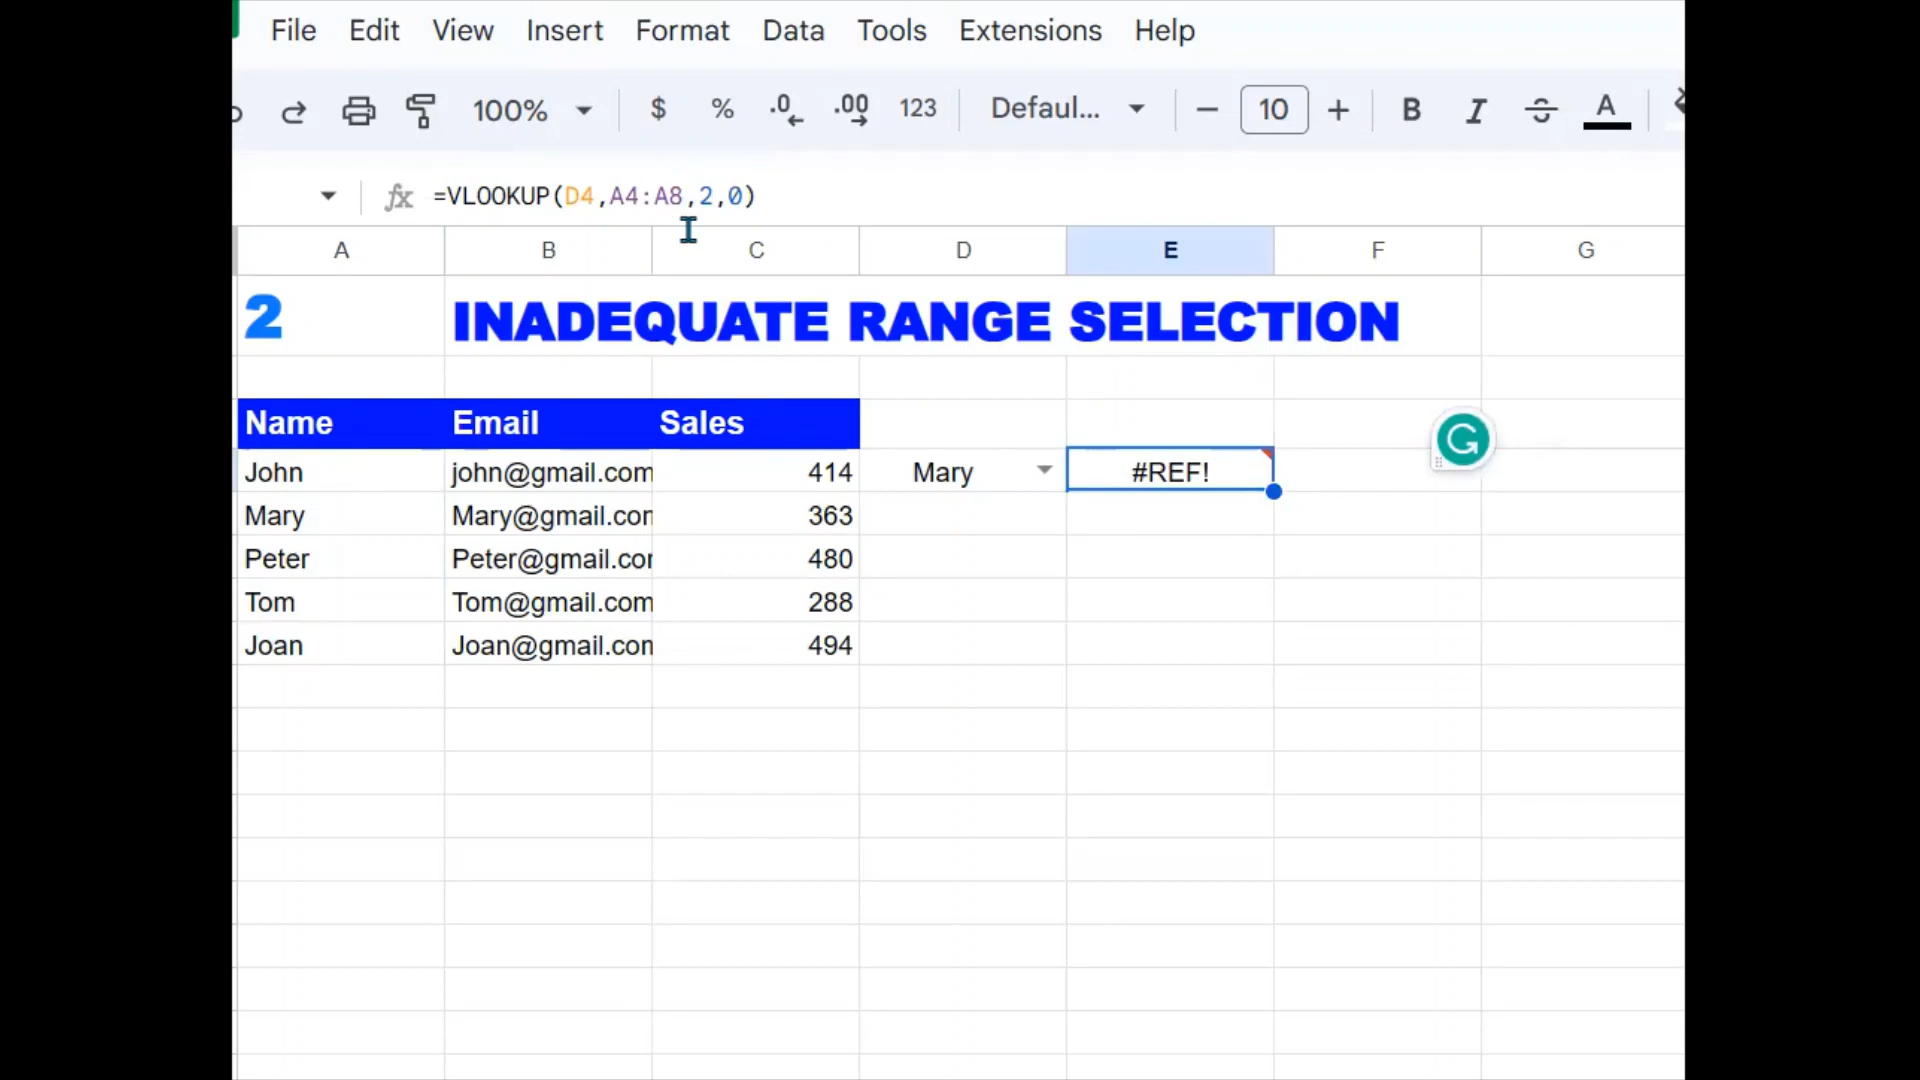 File Edit View Insert Format Data Tools Extensions Help
100% $ % .0 .00 123 Defaul... − 10 + B I S A
fx =VLOOKUP(D4,A4:A8,2,0)
A B C D E F G
2 INADEQUATE RANGE SELECTION
Name Email Sales
John john@gmail.com 414 Mary #REF!
Mary Mary@gmail.con 363
Peter Peter@gmail.cor 480
Tom Tom@gmail.com 288
Joan Joan@gmail.con 494